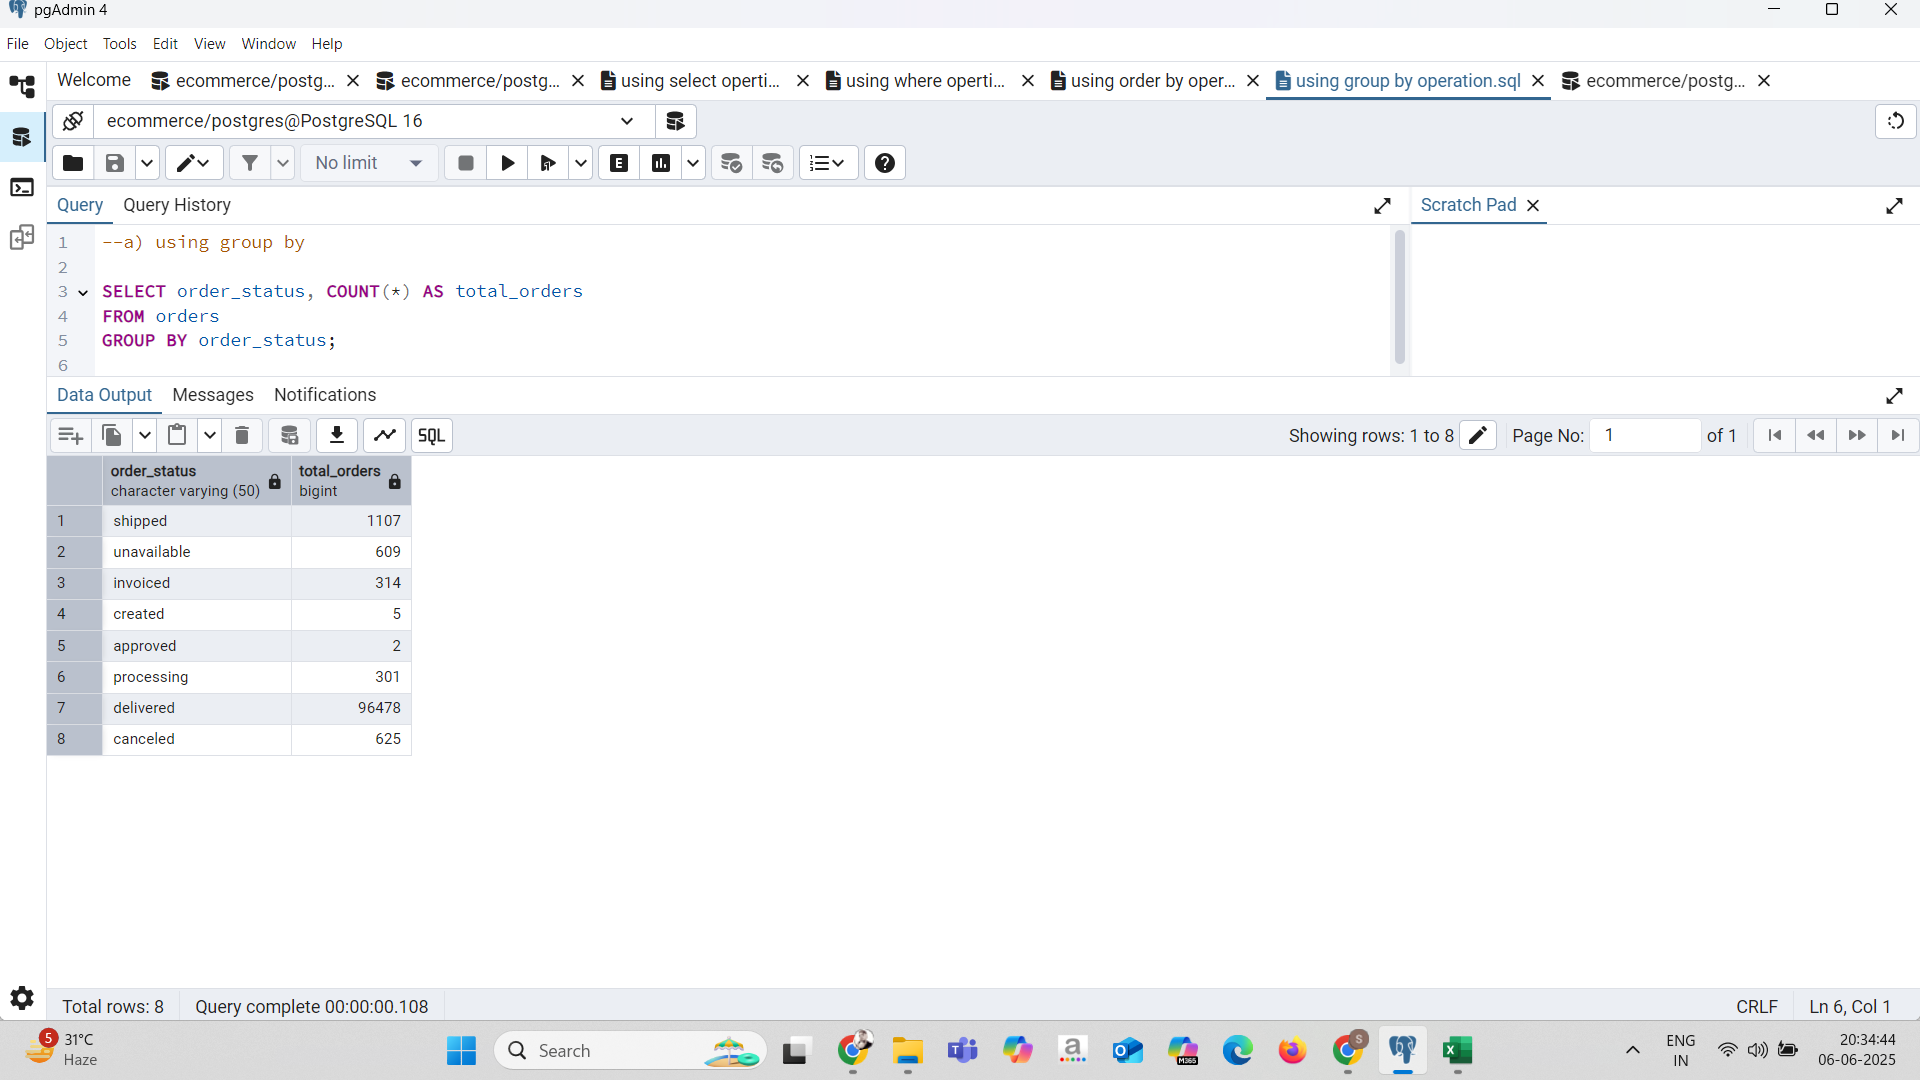 pgAdmin 4
File Object Tools Edit View Window Help
Welcome ecommerce/postg... ecommerce/postg... using select operti... using where operti... using order by oper... using group by operation.sql ecommerce/postg...
ecommerce/postgres@PostgreSQL 16
No limit E
Query Query History Scratch Pad
1 --a) using group by
2
3 SELECT order_status, COUNT(*) AS total_orders
4 FROM orders
5 GROUP BY order_status;
6
Data Output Messages Notifications
SQL Showing rows: 1 to 8 Page No: 1 of 1
order_status total_orders
character varying (50) bigint
1 shipped 1107
2 unavailable 609
3 invoiced 314
4 created 5
5 approved 2
6 processing 301
7 delivered 96478
8 canceled 625
Total rows: 8 Query complete 00:00:00.108 CRLF Ln 6, Col 1
5 31°C Haze
Search
a
M365
S
ENG
IN
20:34:44
06-06-2025